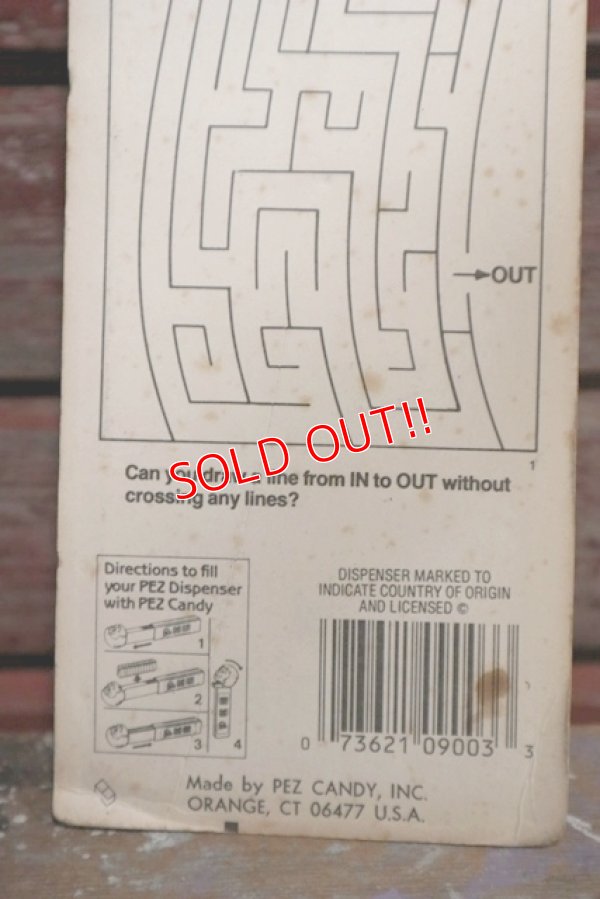 OUT
1
Can you draw a line from IN to OUT without
crossing any lines?
SOLD OUT!!
Directions to fill
your PEZ Dispenser
with PEZ Candy
1
2
3
4
DISPENSER MARKED TO
INDICATE COUNTRY OF ORIGIN
AND LICENSED ©
0 73621 09003 3
Made by PEZ CANDY, INC.
ORANGE, CT 06477 U.S.A.